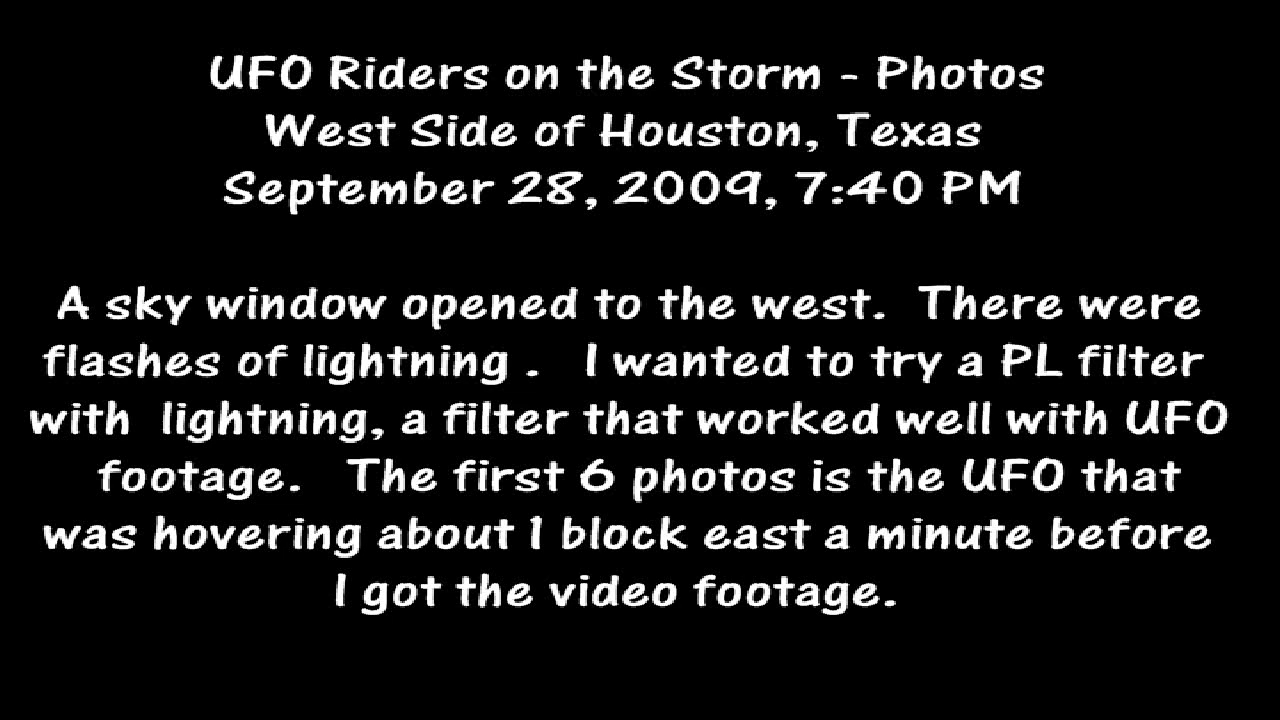 UFO Riders on the Storm - Photos
West Side of Houston, Texas
September 28, 2009, 7:40 PM
A sky window opened to the west.  There were
flashes of lightning .   I wanted to try a PL filter
with  lightning, a filter that worked well with UFO
footage.   The first 6 photos is the UFO that
was hovering about 1 block east a minute before
I got the video footage.